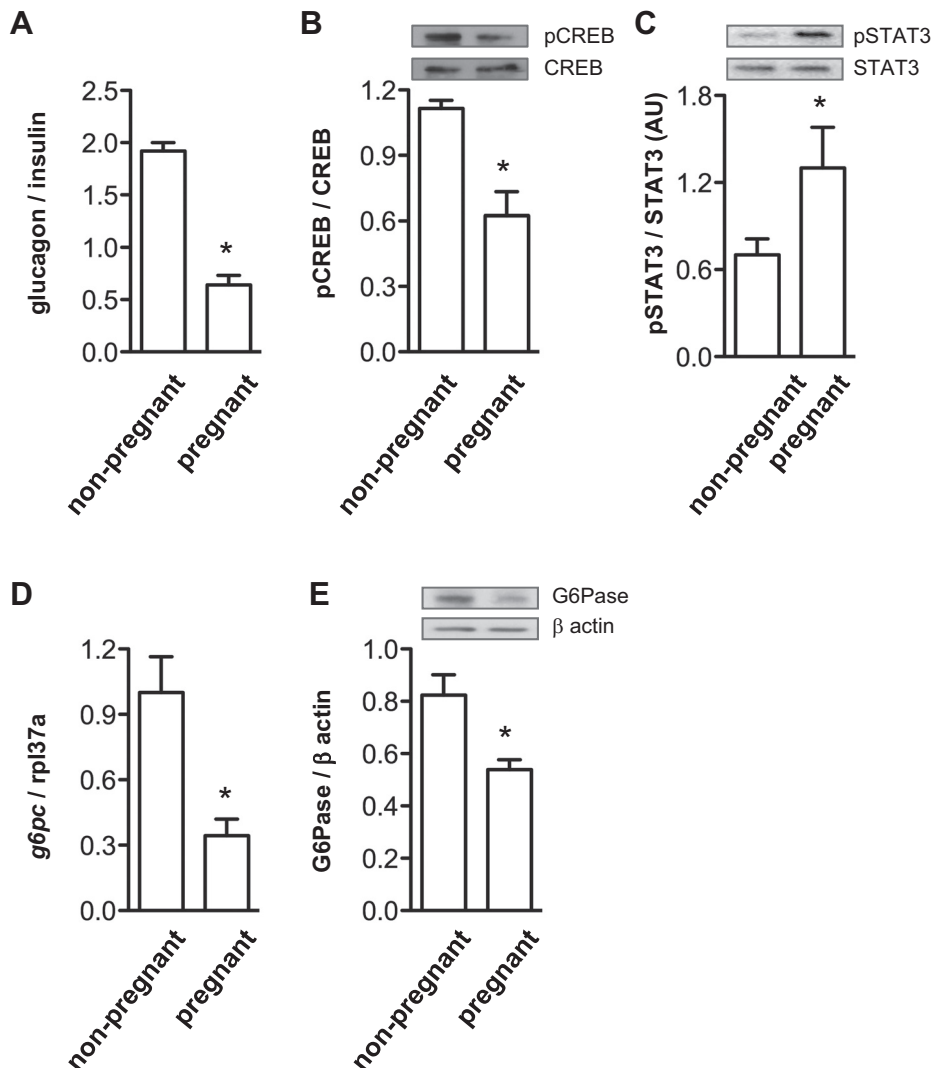 A
glucagon / insulin
2.5
2.0
1.5
1.0
0.5
0.0
*
non-pregnant
pregnant
B
pCREB
CREB
pCREB / CREB
1.2
0.9
0.6
0.3
0.0
*
non-pregnant
pregnant
C
pSTAT3
STAT3
pSTAT3 / STAT3 (AU)
1.8
1.2
0.6
0.0
*
non-pregnant
pregnant
D
g6pc / rpl37a
1.2
0.9
0.6
0.3
0.0
*
non-pregnant
pregnant
E
G6Pase
β actin
G6Pase / β actin
1.0
0.8
0.6
0.4
0.2
0.0
*
non-pregnant
pregnant